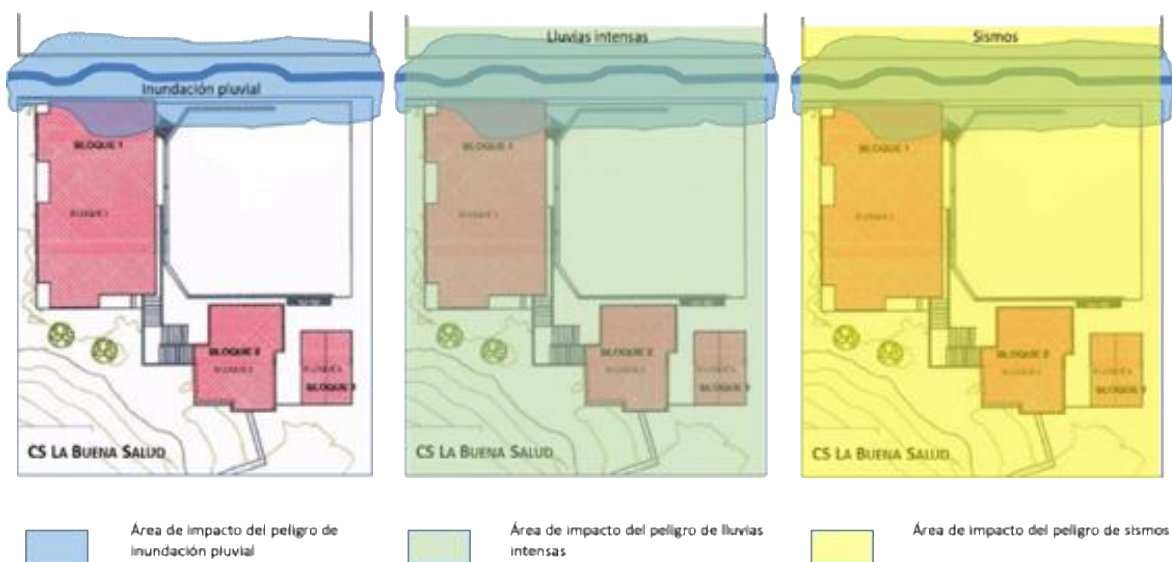 Inundación pluvial
BLOQUE 1
BLOQUE 2
BLOQUE 3
CS LA BUENA SALUD
Lluvias intensas
BLOQUE 1
BLOQUE 2
BLOQUE 3
CS LA BUENA SALUD
Sismos
BLOQUE 1
BLOQUE 2
BLOQUE 3
CS LA BUENA SALUD
Área de impacto del peligro de
inundación pluvial
Área de impacto del peligro de lluvias
intensas
Área de impacto del peligro de sismos